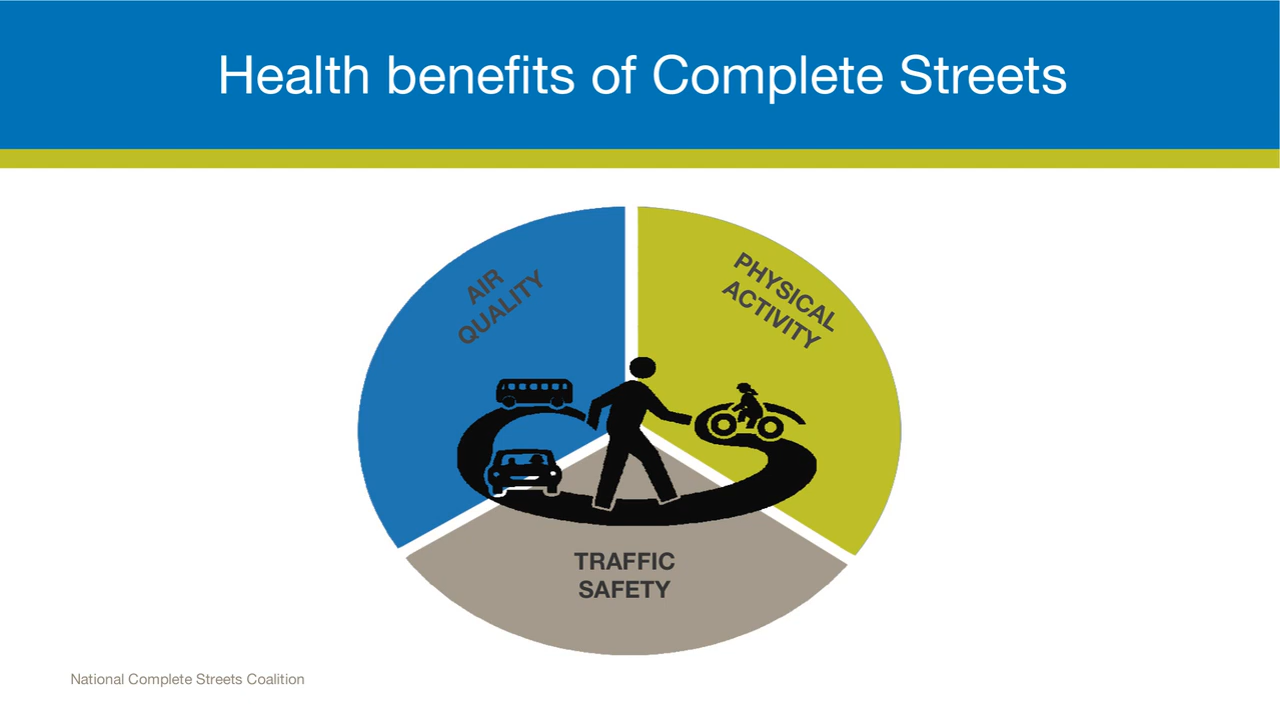 Health benefits of Complete Streets
AIR
QUALITY
PHYSICAL
ACTIVITY
TRAFFIC
SAFETY
National Complete Streets Coalition